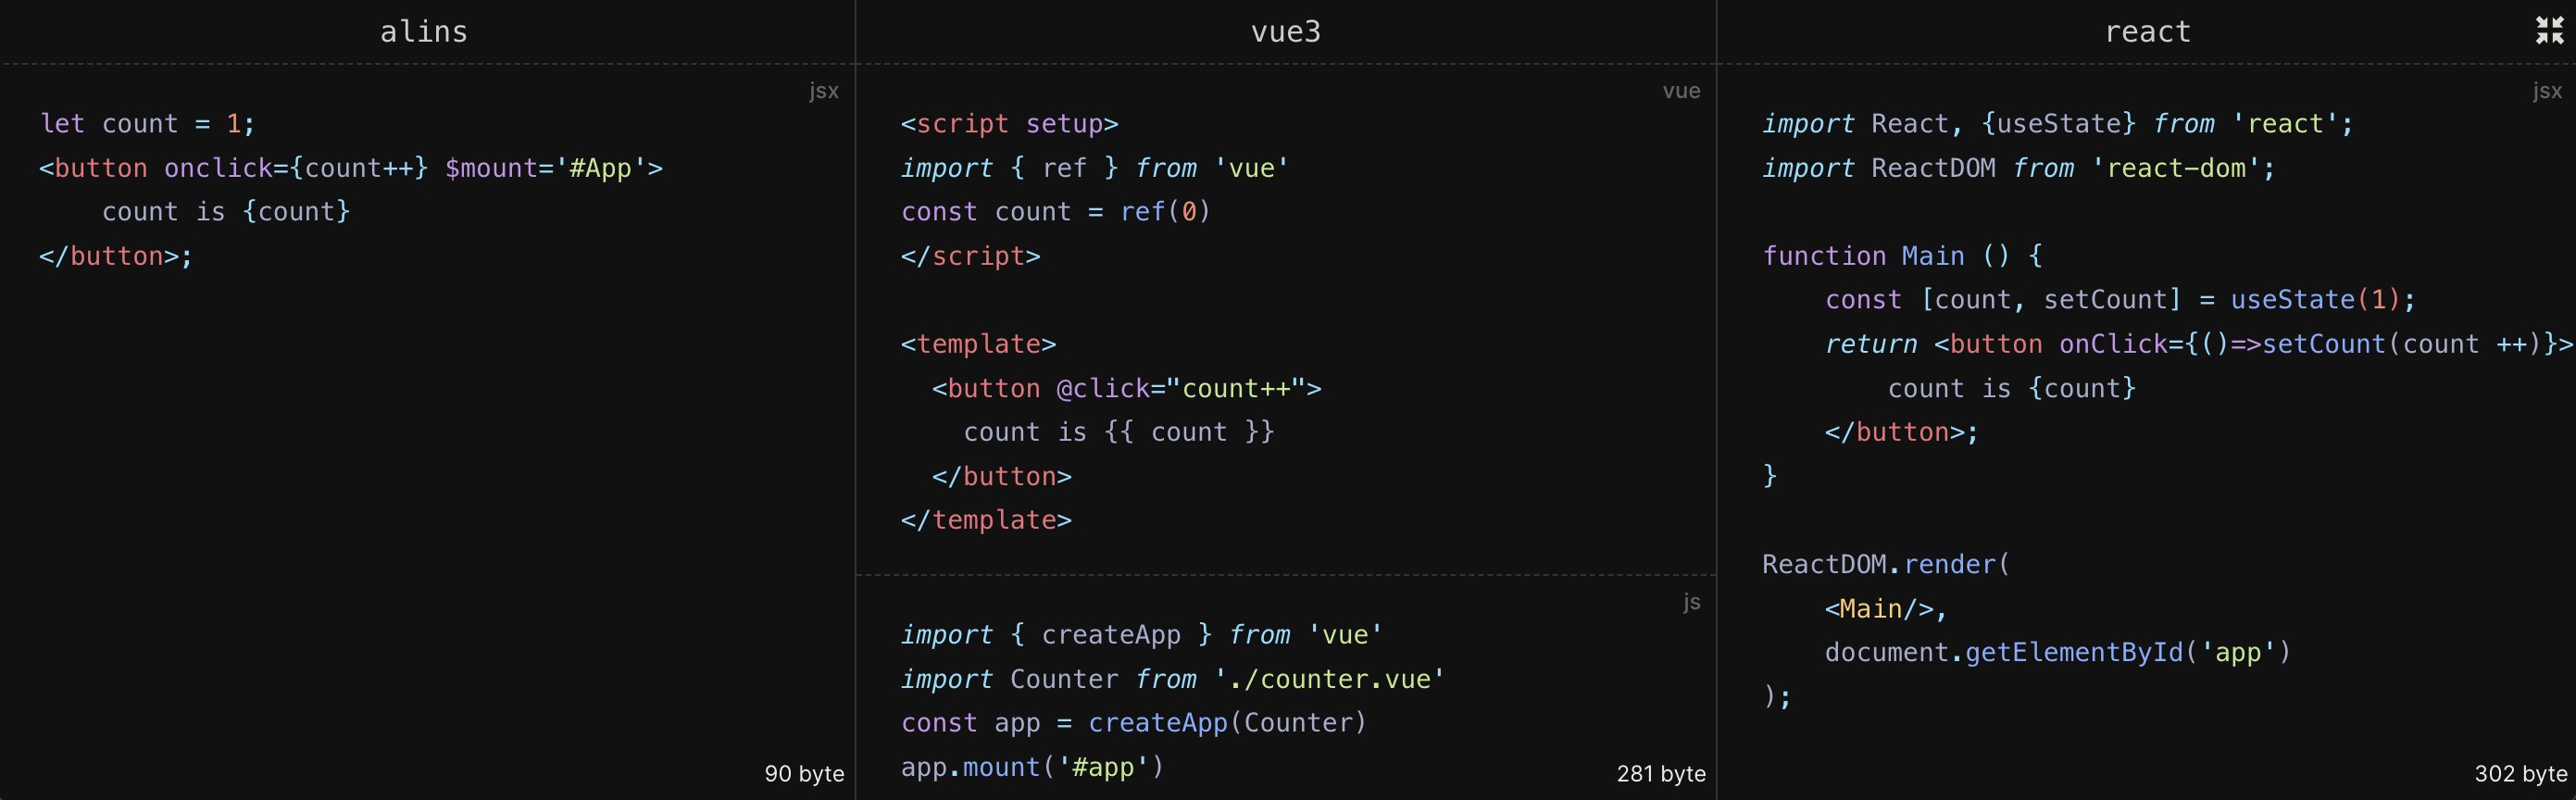 alins
jsx
let count = 1;
<button onclick={count++} $mount='#App'>
    count is {count}
</button>;
90 byte
vue3
vue
<script setup>
import { ref } from 'vue'
const count = ref(0)
</script>

<template>
  <button @click="count++">
    count is {{ count }}
  </button>
</template>
js
import { createApp } from 'vue'
import Counter from './counter.vue'
const app = createApp(Counter)
app.mount('#app')
281 byte
react
jsx
import React, {useState} from 'react';
import ReactDOM from 'react-dom';

function Main () {
    const [count, setCount] = useState(1);
    return <button onClick={()=>setCount(count ++)}>
        count is {count}
    </button>;
}

ReactDOM.render(
    <Main/>,
    document.getElementById('app')
);
302 byte